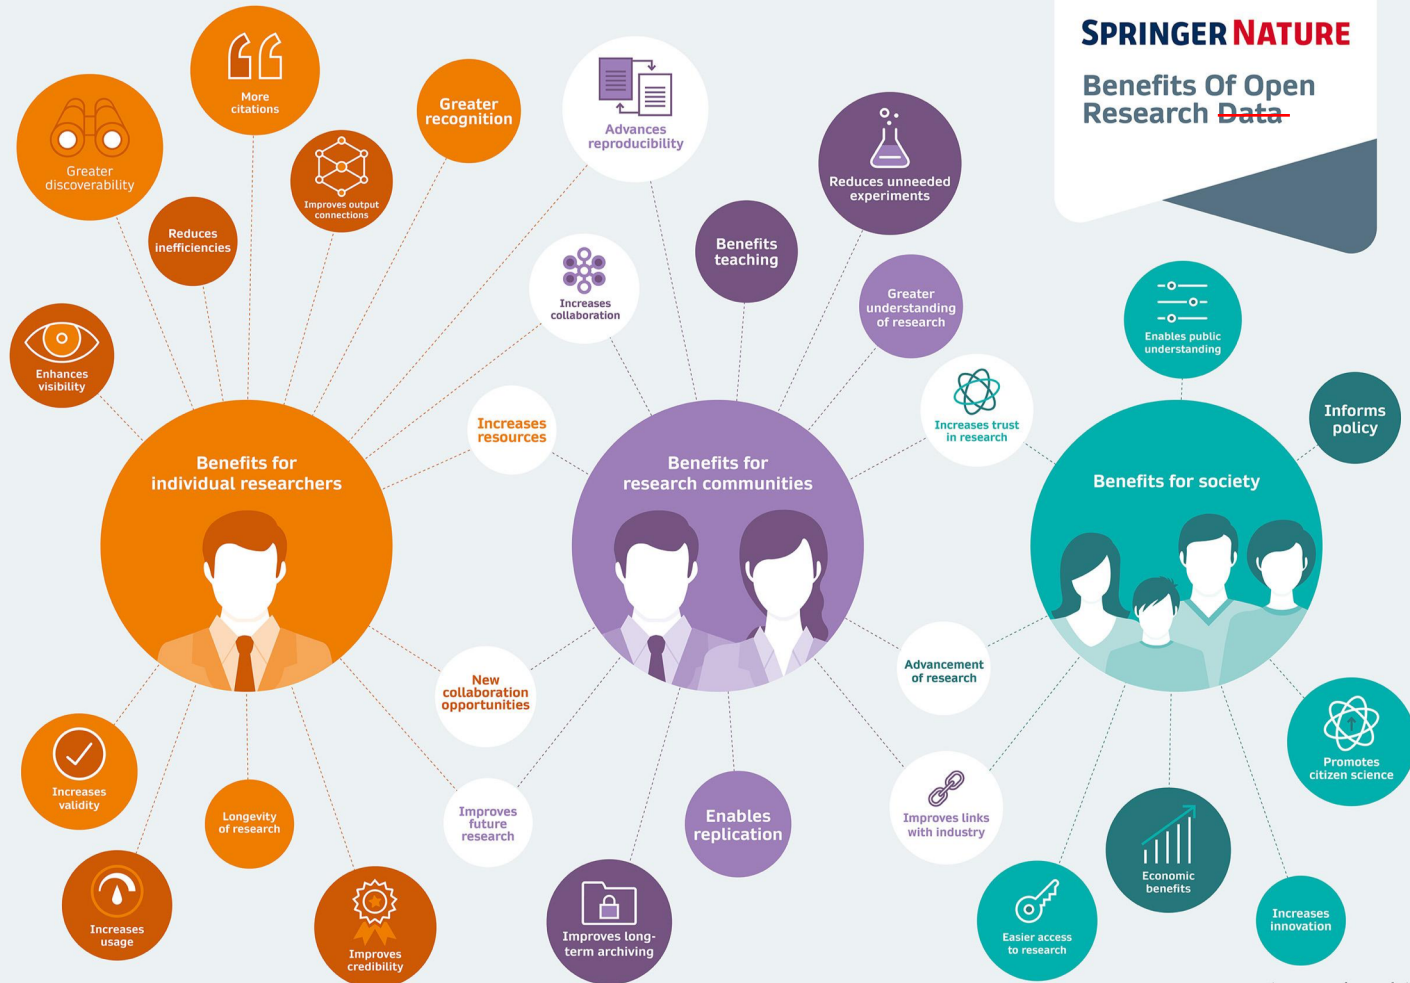 SPRINGER NATURE
Benefits Of Open
Research Data
More
citations
Greater
discoverability
Greater
recognition
Improves output
connections
Reduces
inefficiencies
Enhances
visibility
Advances
reproducibility
Reduces unneeded
experiments
Benefits
teaching
Increases
collaboration
Greater
understanding
of research
Enables public
understanding
Informs
policy
Increases
resources
Increases trust
in research
Benefits for
individual researchers
Benefits for
research communities
Benefits for society
New
collaboration
opportunities
Advancement
of research
Increases
validity
Longevity
of research
Improves
future
research
Enables
replication
Improves links
with industry
Promotes
citizen science
Economic
benefits
Increases
usage
Improves
credibility
Improves long-
term archiving
Easier access
to research
Increases
innovation